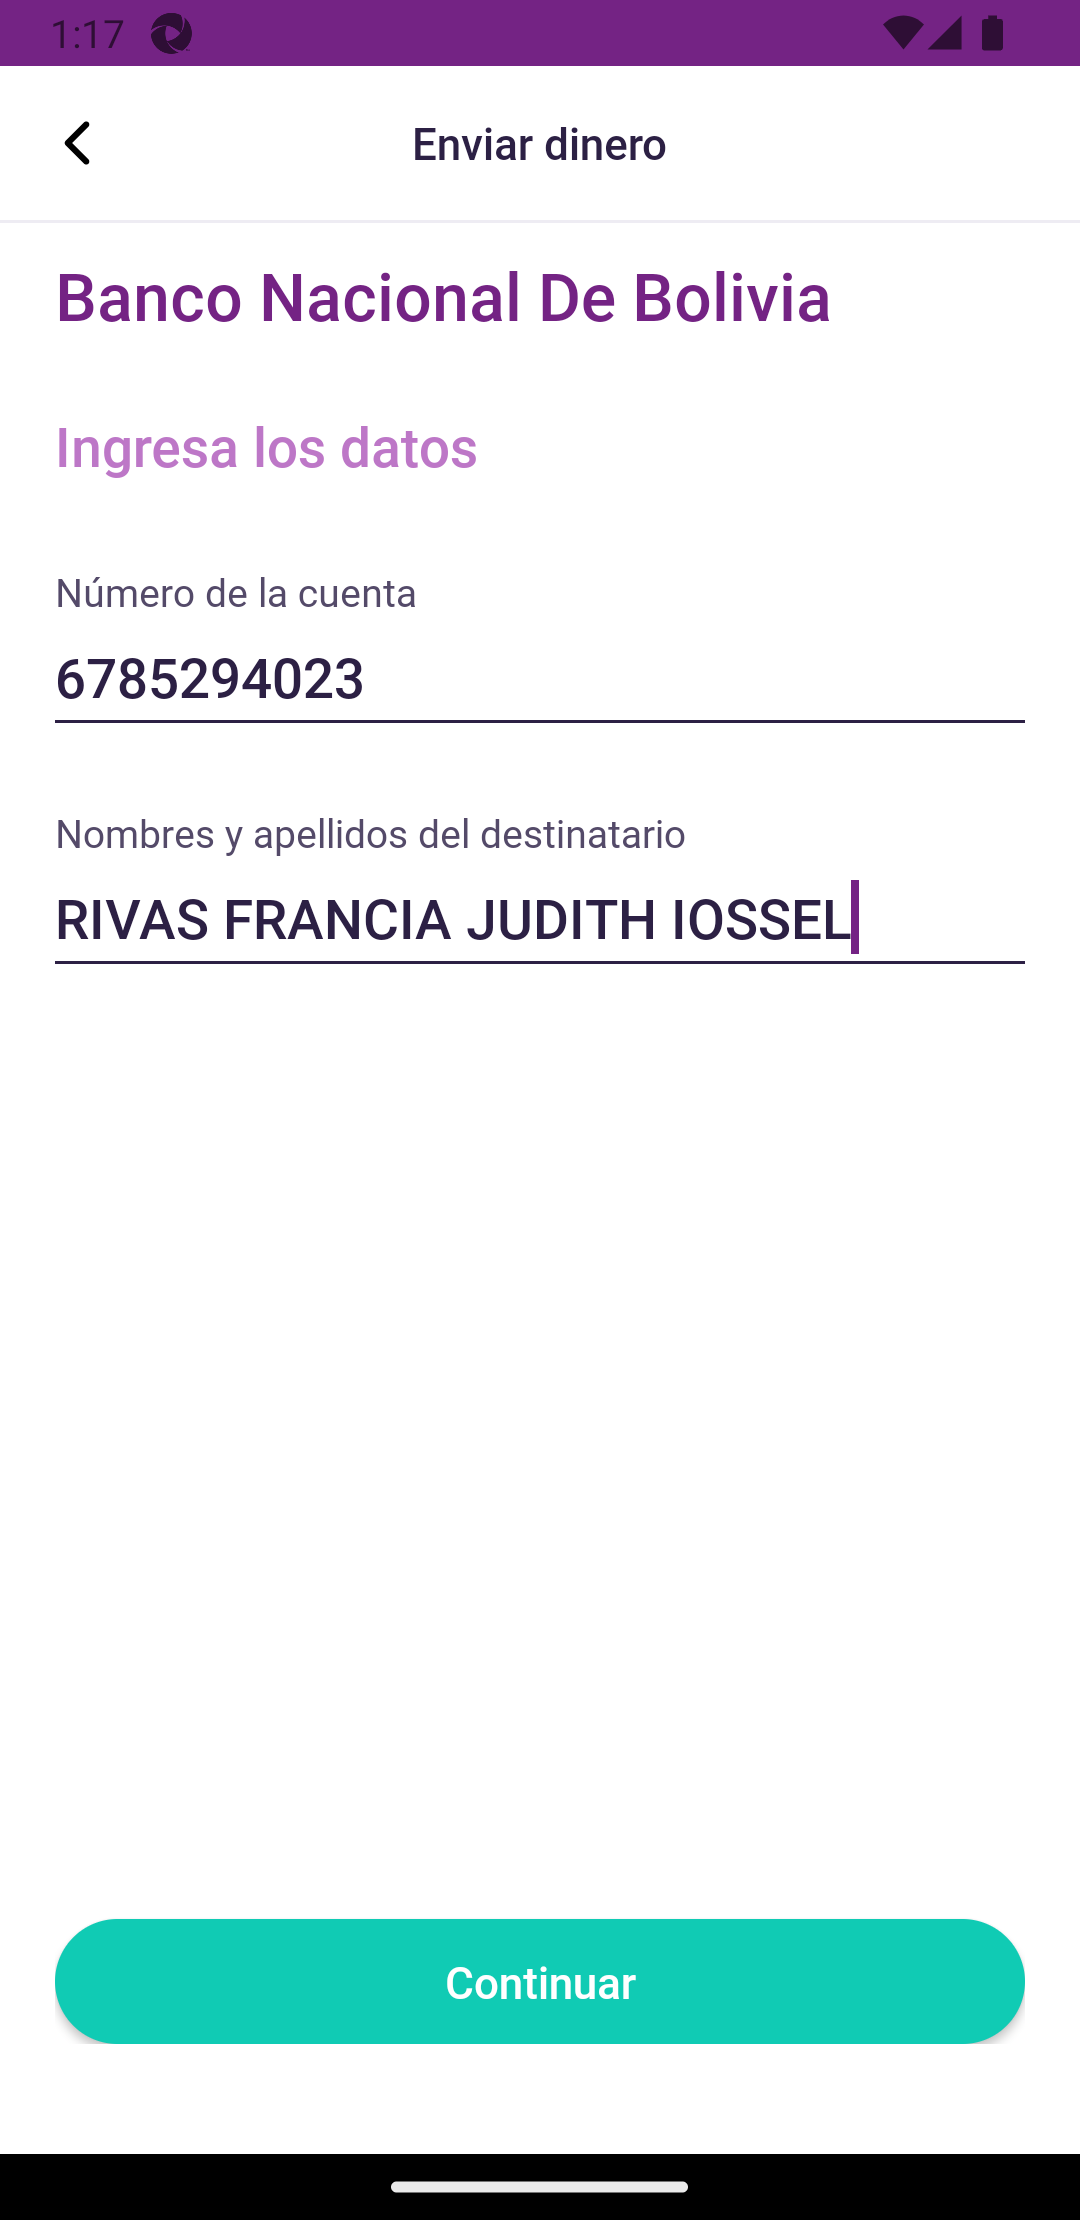 1:17
Enviar dinero
Banco Nacional De Bolivia
Ingresa los datos
Número de la cuenta
6785294023
Nombres y apellidos del destinatario
RIVAS FRANCIA JUDITH IOSSEL
Continuar